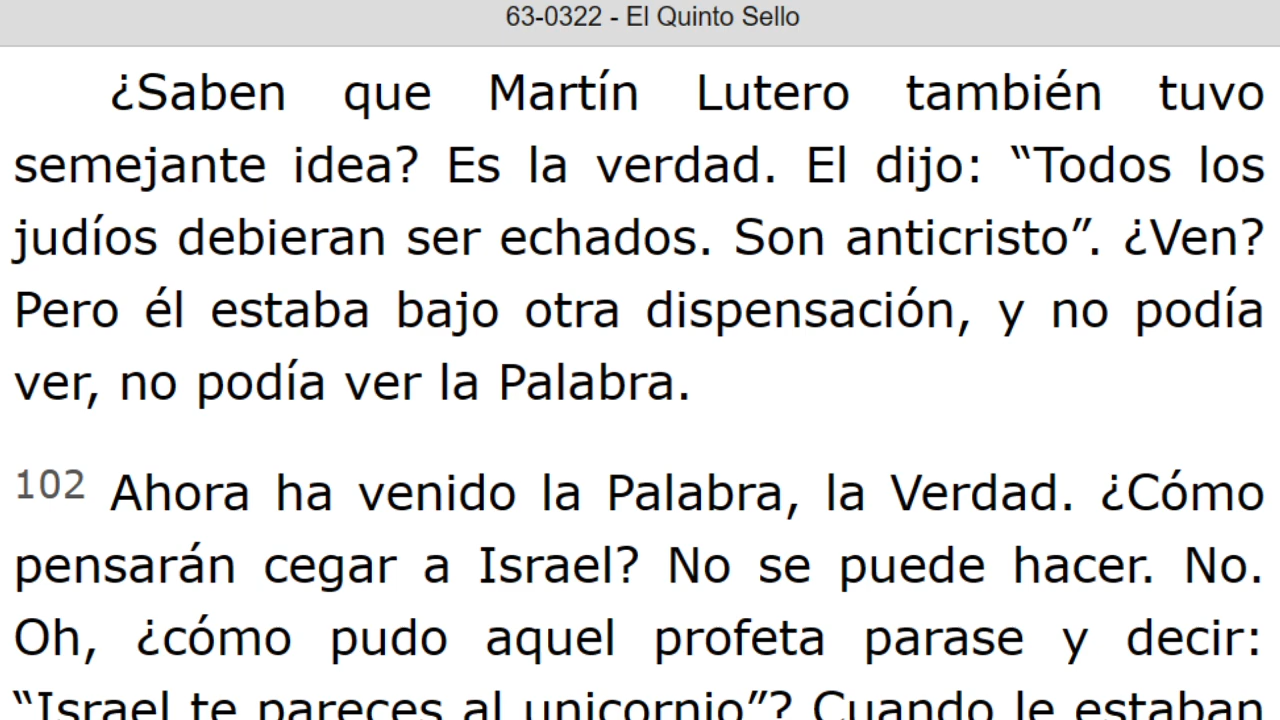 63-0322 - El Quinto Sello
¿Saben que Martín Lutero también tuvo
semejante idea? Es la verdad. El dijo: “Todos los
judíos debieran ser echados. Son anticristo”. ¿Ven?
Pero él estaba bajo otra dispensación, y no podía
ver, no podía ver la Palabra.
102 Ahora ha venido la Palabra, la Verdad. ¿Cómo
pensarán cegar a Israel? No se puede hacer. No.
Oh, ¿cómo pudo aquel profeta parase y decir:
“Israel te pareces al unicornio”? Cuando le estaban